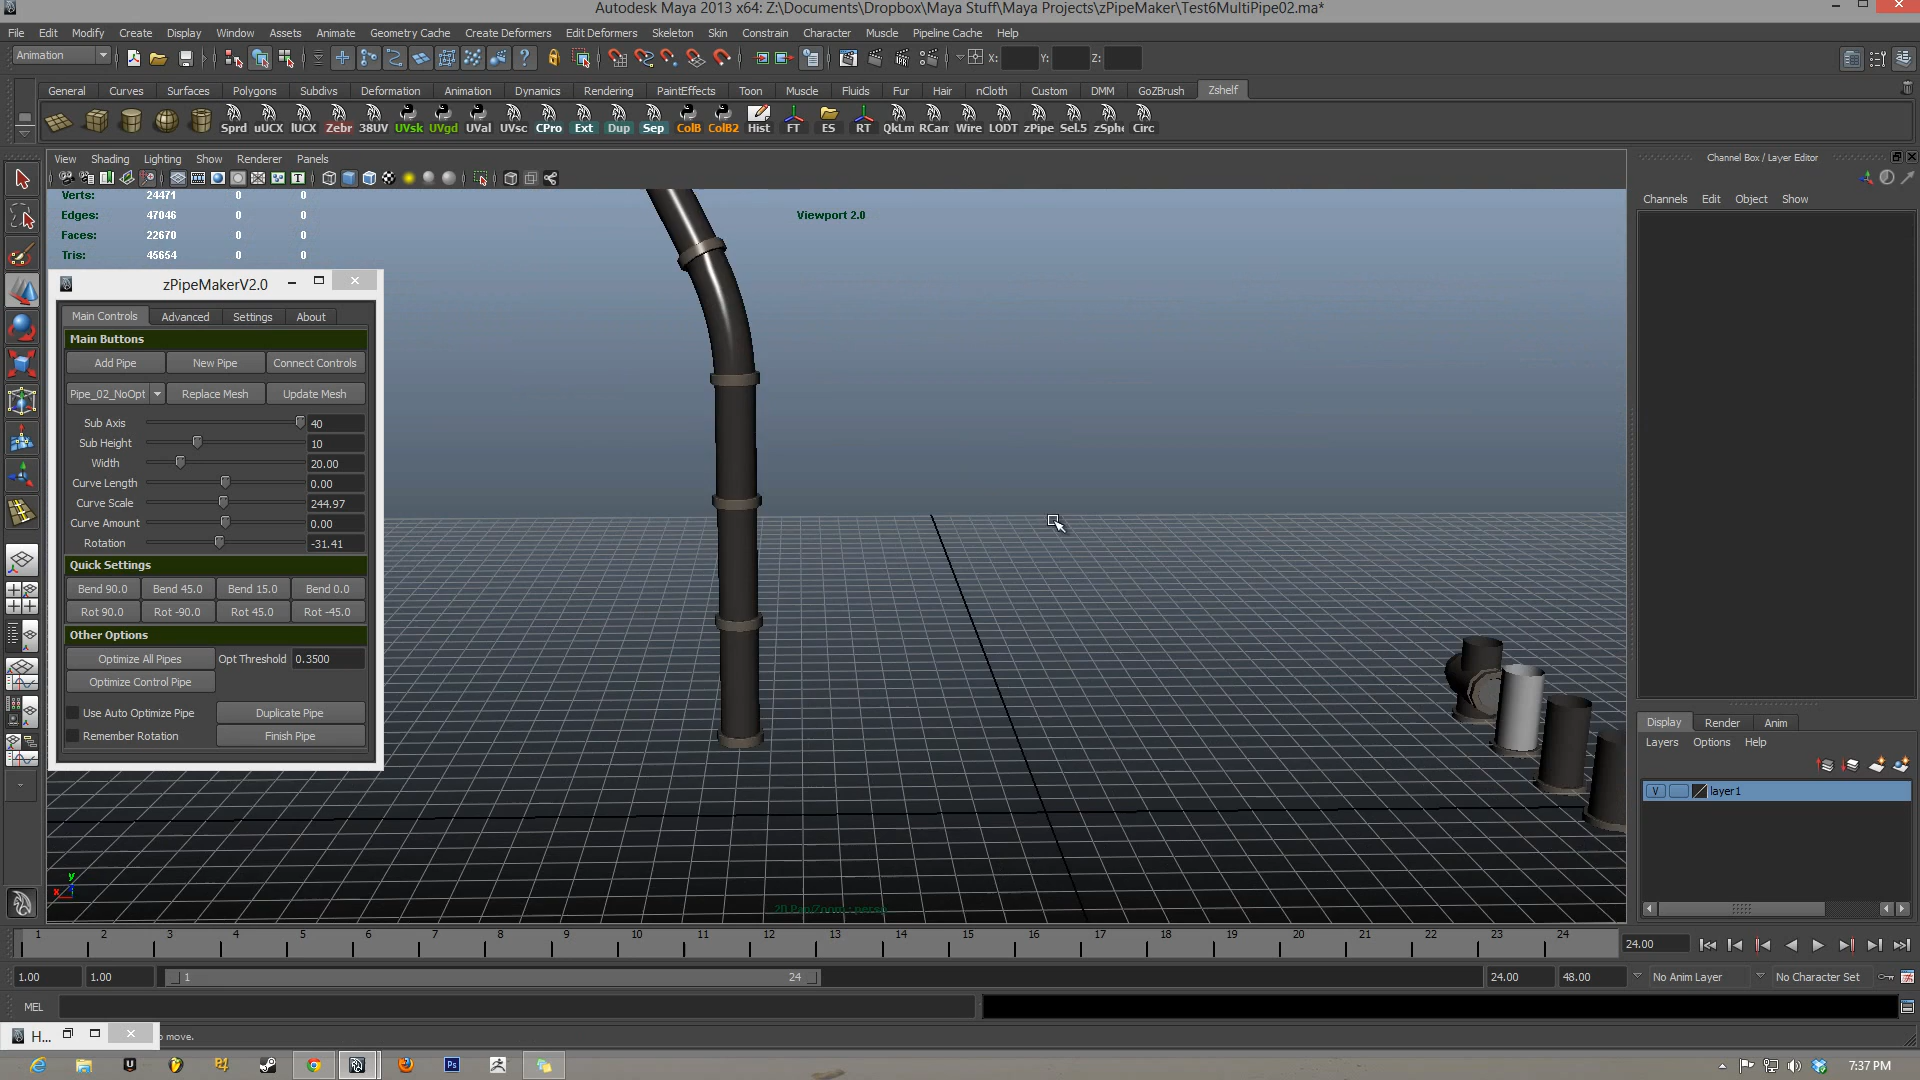 Autodesk Maya 2013 x64: Z:\Documents\Dropbox\Maya Stuff\Maya Projects\zPipeMaker\Test6MultiPipe02.ma*
File Edit Modify Create Display Window Assets Animate Geometry Cache Create Deformers Edit Deformers Skeleton Skin Constrain Character Muscle Pipeline Cache Help
Animation X: Y: Z:
General Curves Surfaces Polygons Subdivs Deformation Animation Dynamics Rendering PaintEffects Toon Muscle Fluids Fur Hair nCloth Custom DMM GoZBrush Zshelf
Sprd uUCX lUCX Zebr 38UV UVsk UVgd UVal UVsc CPro Ext Dup Sep ColB ColB2 Hist FT ES RT QkLm RCam Wire LODT zPipe Sel.5 zSph Circ
View Shading Lighting Show Renderer Panels
Verts: 24471 0 0
Edges: 47046 0 0
Faces: 22670 0 0
Tris: 45654 0 0
Viewport 2.0
zPipeMakerV2.0
Main Controls Advanced Settings About
Main Buttons
Add Pipe New Pipe Connect Controls
Pipe_02_NoOpt Replace Mesh Update Mesh
Sub Axis 40
Sub Height 10
Width 20.00
Curve Length 0.00
Curve Scale 244.97
Curve Amount 0.00
Rotation -31.41
Quick Settings
Bend 90.0 Bend 45.0 Bend 15.0 Bend 0.0
Rot 90.0 Rot -90.0 Rot 45.0 Rot -45.0
Other Options
Optimize All Pipes Opt Threshold 0.3500
Optimize Control Pipe
Use Auto Optimize Pipe Duplicate Pipe
Remember Rotation Finish Pipe
y
x
2D Pan/Zoom : persp
Channel Box / Layer Editor
Channels Edit Object Show
Display Render Anim
Layers Options Help
V layer1
1 2 3 4 5 6 7 8 9 10 11 12 13 14 15 16 17 18 19 20 21 22 23 24
24.00
1.00 1.00 1 24 24.00 48.00 No Anim Layer No Character Set
MEL
H... move.
Ps
7:37 PM